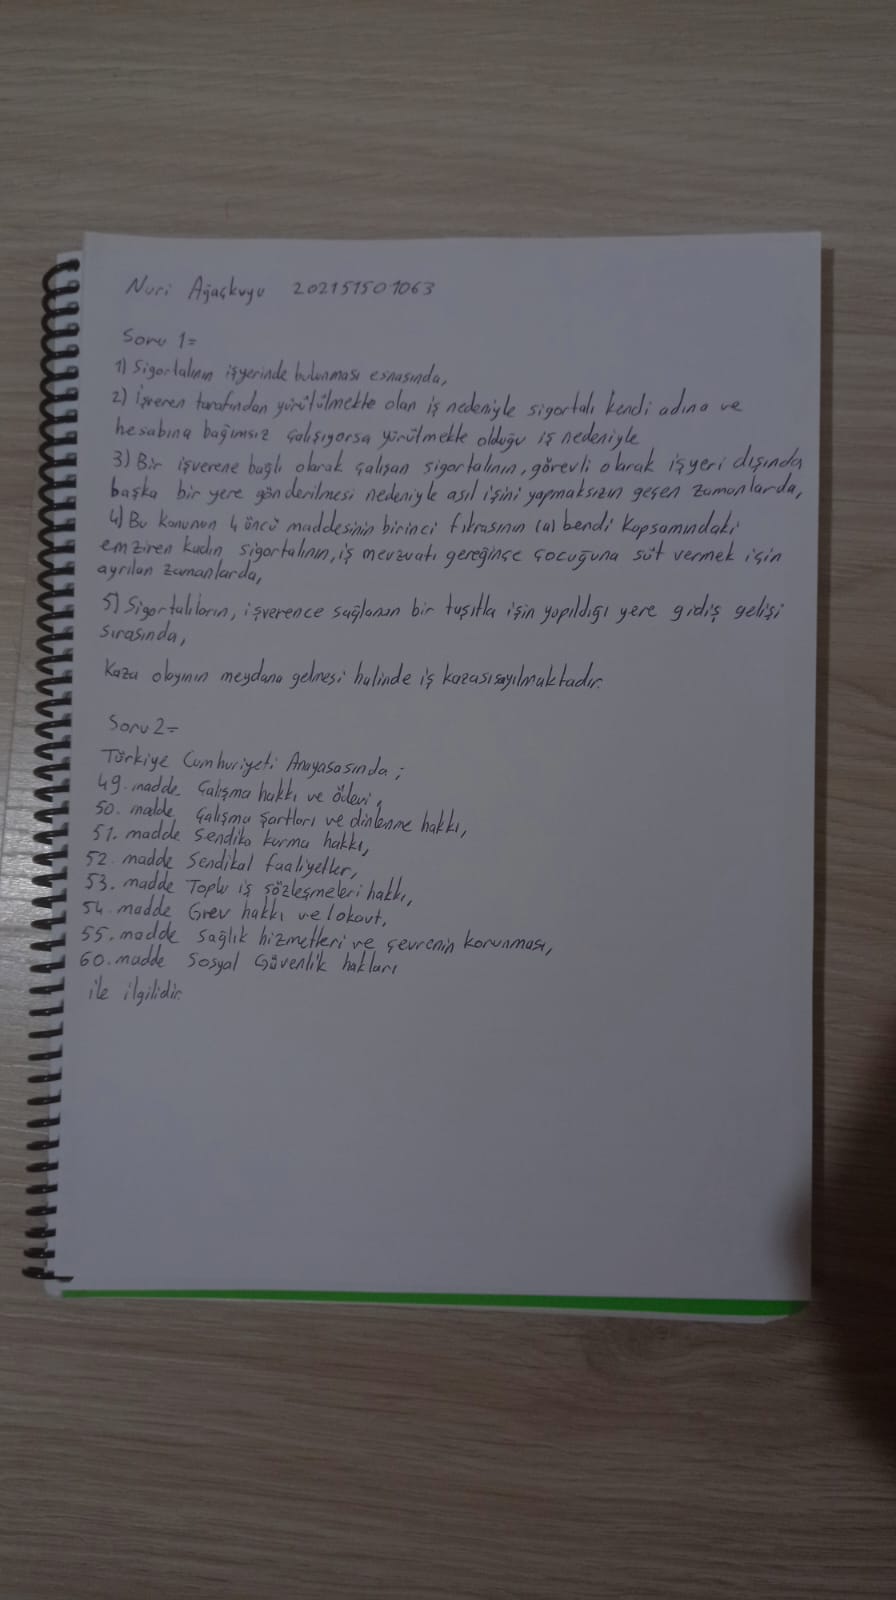 Nuri Ağaçkuyu 202151501063
Soru 1=
1) Sigortalının işyerinde bulunması esnasında,
2) İşveren tarafından yürütülmekte olan iş nedeniyle sigortalı kendi adına ve
hesabına bağımsız çalışıyorsa yürütmekte olduğu iş nedeniyle
3) Bir işverene bağlı olarak çalışan sigortalının, görevli olarak işyeri dışında
başka bir yere gönderilmesi nedeniyle asıl işini yapmaksızın geçen zamanlarda,
4) Bu kanunun 4 üncü maddesinin birinci fıkrasının (a) bendi kapsamındaki
emziren kadın sigortalının, iş mevzuatı gereğince çocuğuna süt vermek için
ayrılan zamanlarda,
5) Sigortalıların, işverence sağlanan bir taşıtla işin yapıldığı yere gidiş gelişi
sırasında,
Kaza olayının meydana gelmesi halinde iş kazası sayılmaktadır.
Soru 2=
Türkiye Cumhuriyeti Anayasasında;
49. madde Çalışma hakkı ve ödevi,
50. madde Çalışma şartları ve dinlenme hakkı,
51. madde Sendika kurma hakkı,
52. madde Sendikal faaliyetler,
53. madde Toplu iş sözleşmeleri hakkı,
54. madde Grev hakkı ve lokavt,
55. madde Sağlık hizmetleri ve çevrenin korunması,
60. madde Sosyal Güvenlik hakları
ile ilgilidir.